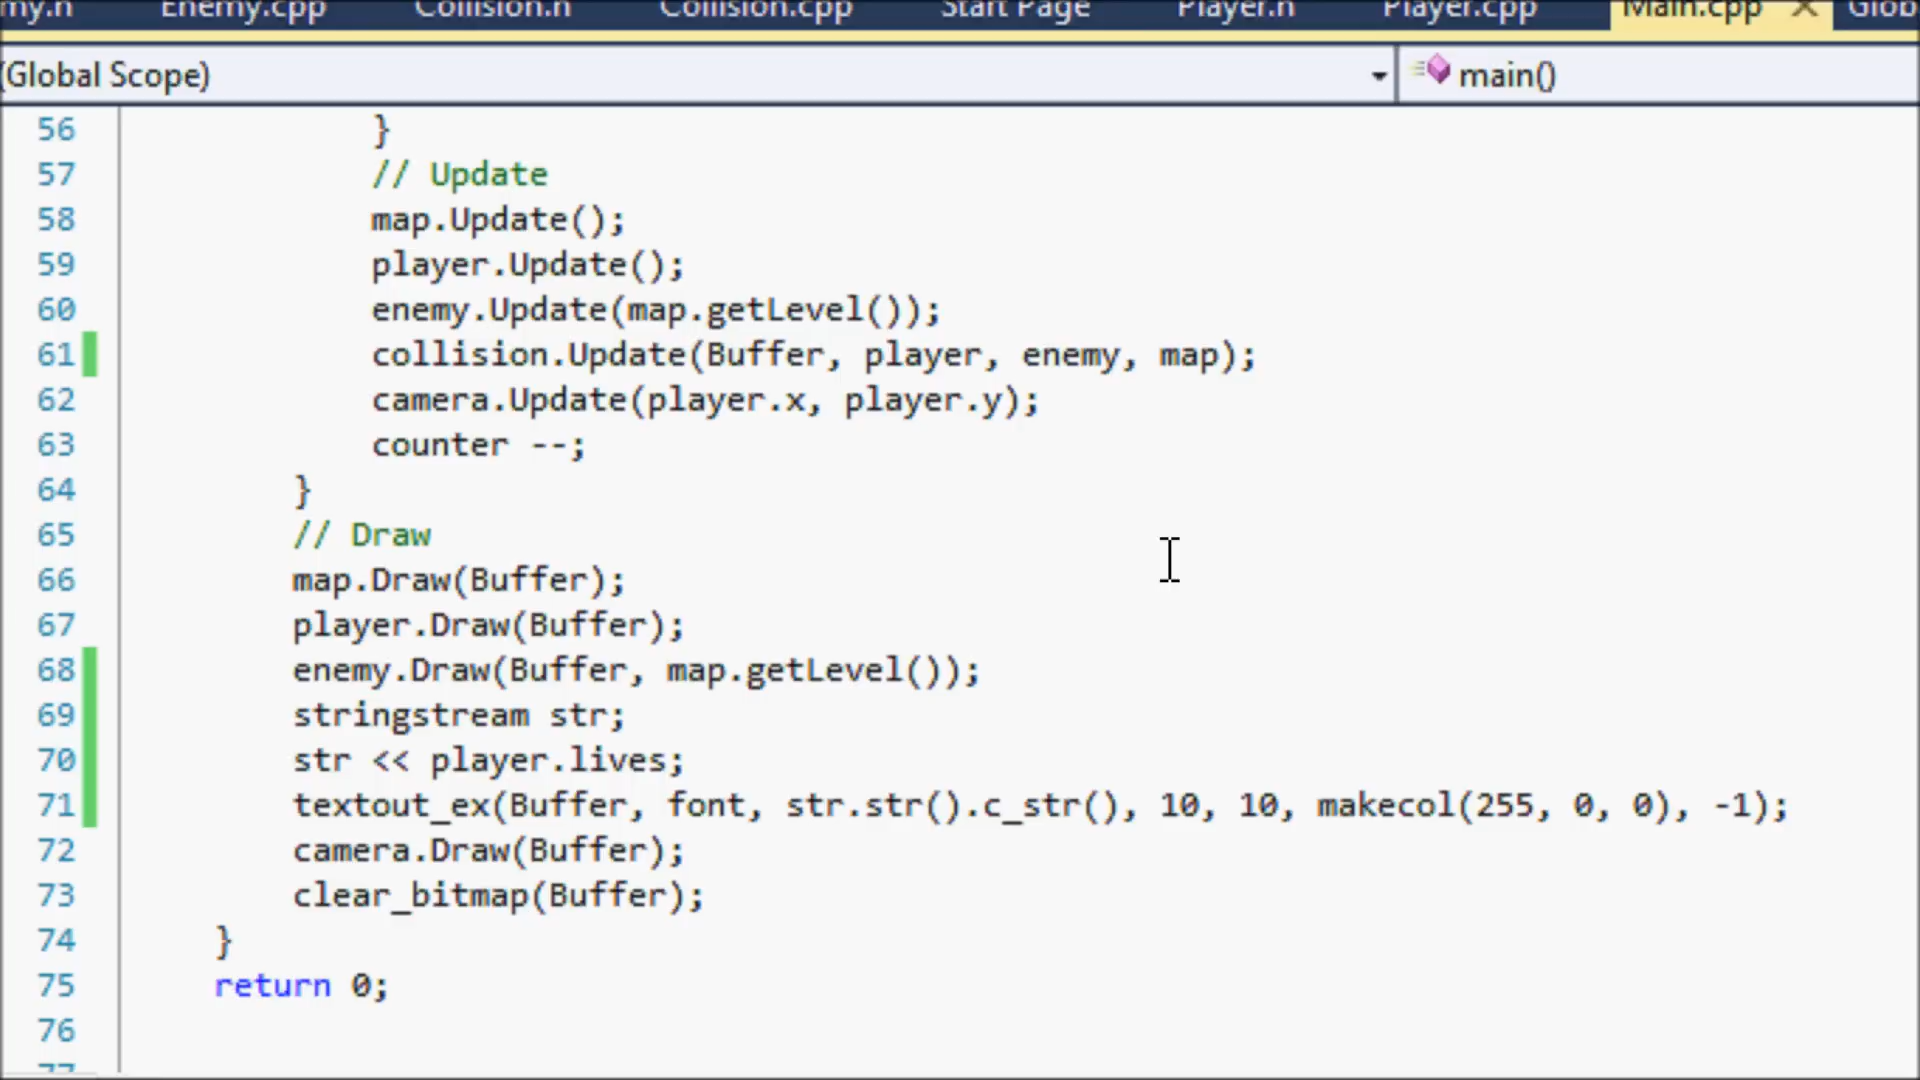 my.h Enemy.cpp Collision.h Collision.cpp Start Page Player.h Player.cpp Main.cpp Glob
(Global Scope) main()
56 }
57 // Update
58 map.Update();
59 player.Update();
60 enemy.Update(map.getLevel());
61 collision.Update(Buffer, player, enemy, map);
62 camera.Update(player.x, player.y);
63 counter --;
64 }
65 // Draw
66 map.Draw(Buffer);
67 player.Draw(Buffer);
68 enemy.Draw(Buffer, map.getLevel());
69 stringstream str;
70 str << player.lives;
71 textout_ex(Buffer, font, str.str().c_str(), 10, 10, makecol(255, 0, 0), -1);
72 camera.Draw(Buffer);
73 clear_bitmap(Buffer);
74 }
75 return 0;
76
77